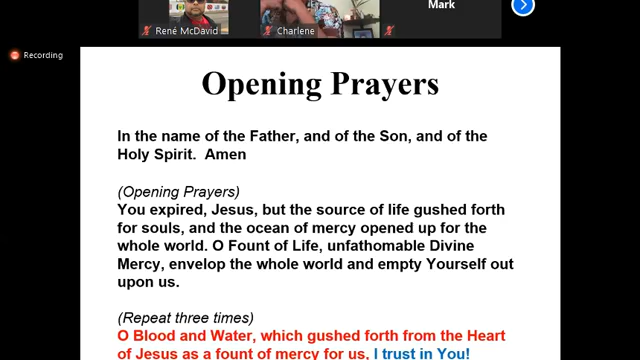 René McDavid
Charlene
Mark
Recording
Opening Prayers
In the name of the Father, and of the Son, and of the
Holy Spirit.  Amen
(Opening Prayers)
You expired, Jesus, but the source of life gushed forth
for souls, and the ocean of mercy opened up for the
whole world. O Fount of Life, unfathomable Divine
Mercy, envelop the whole world and empty Yourself out
upon us.
(Repeat three times)
O Blood and Water, which gushed forth from the Heart
of Jesus as a fount of mercy for us, I trust in You!